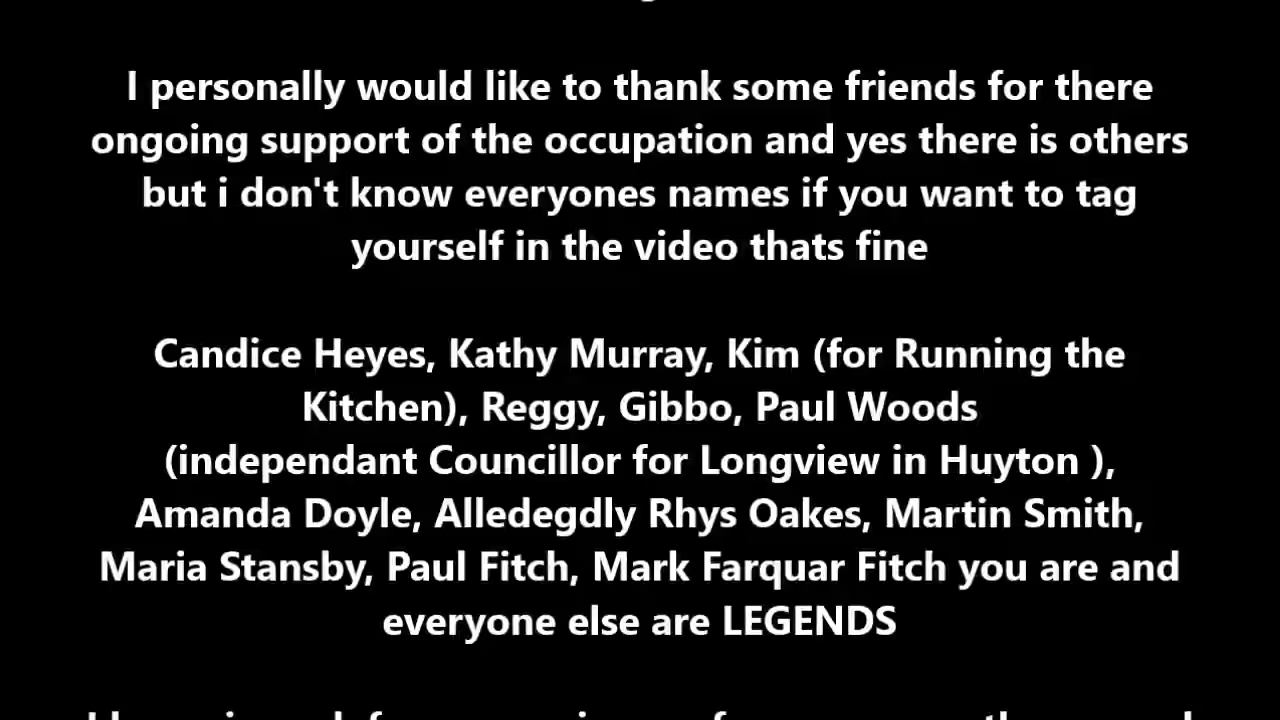 I personally would like to thank some friends for there
ongoing support of the occupation and yes there is others
but i don't know everyones names if you want to tag
yourself in the video thats fine
Candice Heyes, Kathy Murray, Kim (for Running the
Kitchen), Reggy, Gibbo, Paul Woods
(independant Councillor for Longview in Huyton ),
Amanda Doyle, Alledegdly Rhys Oakes, Martin Smith,
Maria Stansby, Paul Fitch, Mark Farquar Fitch you are and
everyone else are LEGENDS